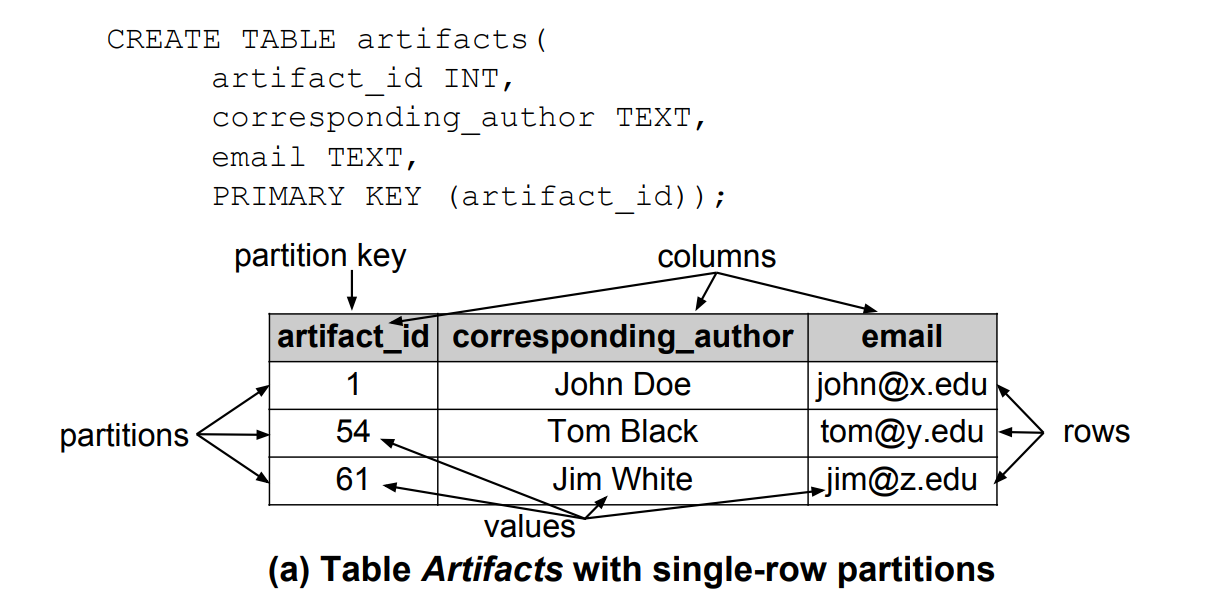 CREATE TABLE artifacts(
artifact_id INT,
corresponding_author TEXT,
email TEXT,
PRIMARY KEY (artifact_id));
partition key
columns
artifact_id corresponding_author email
1 John Doe john@x.edu
partitions 54 Tom Black tom@y.edu rows
61 Jim White jim@z.edu
values
(a) Table Artifacts with single-row partitions